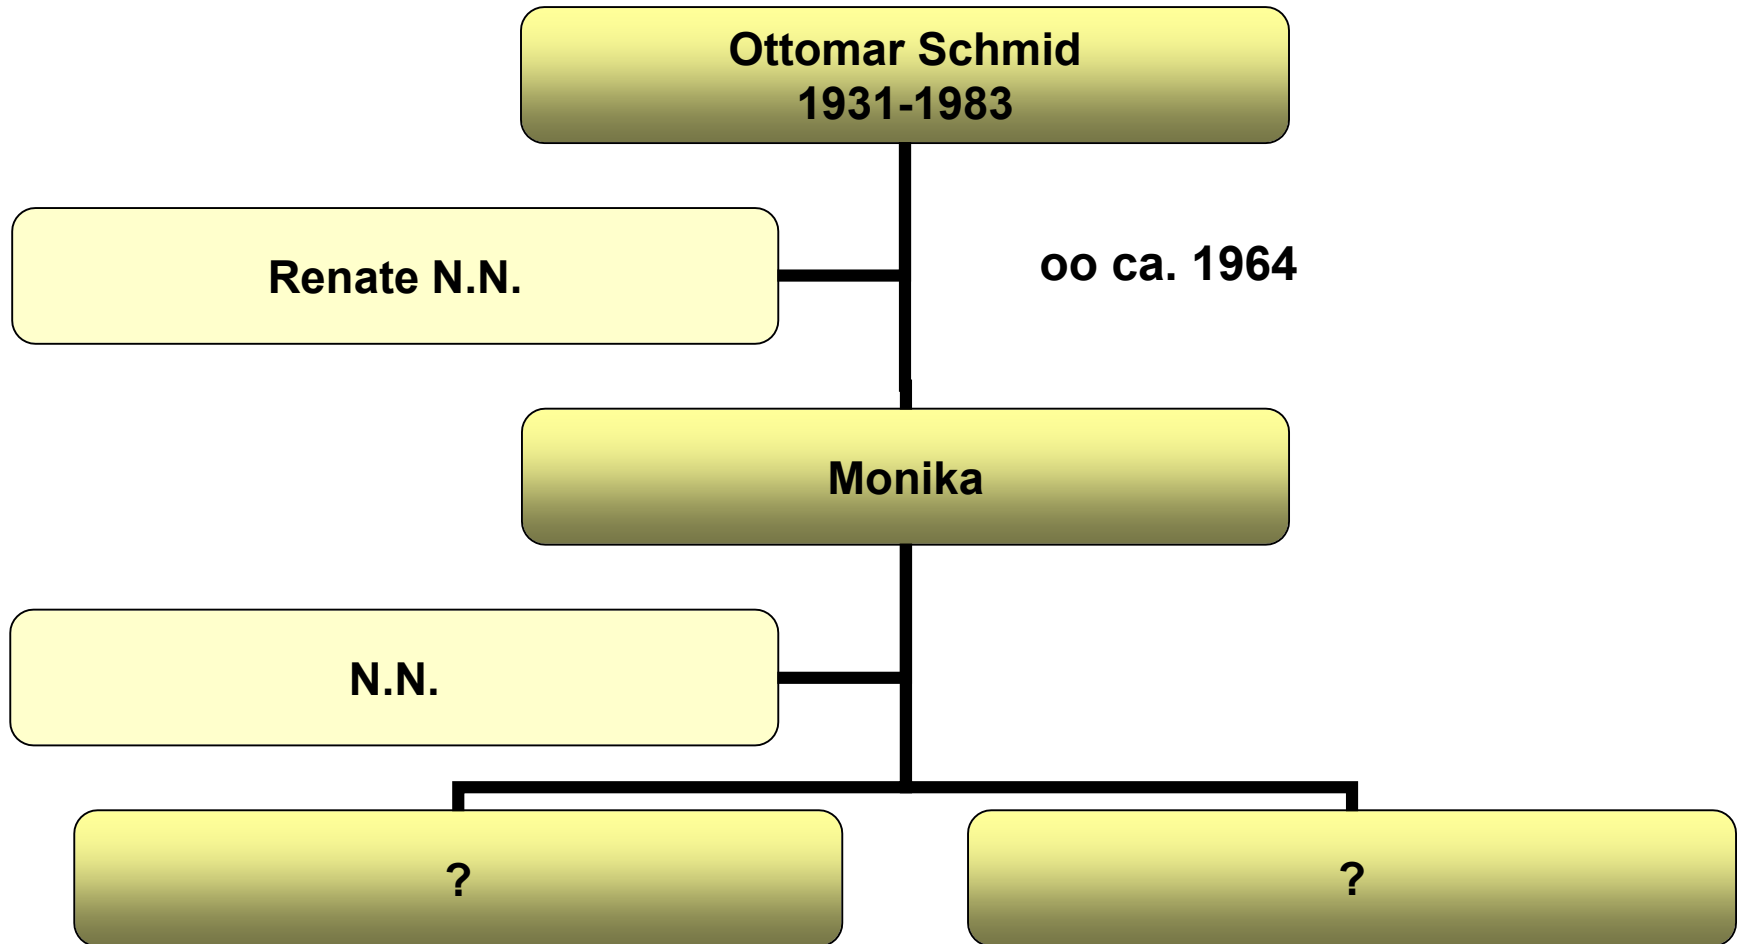 Ottomar Schmid
1931-1983
Renate N.N.
oo ca. 1964
Monika
N.N.
?
?